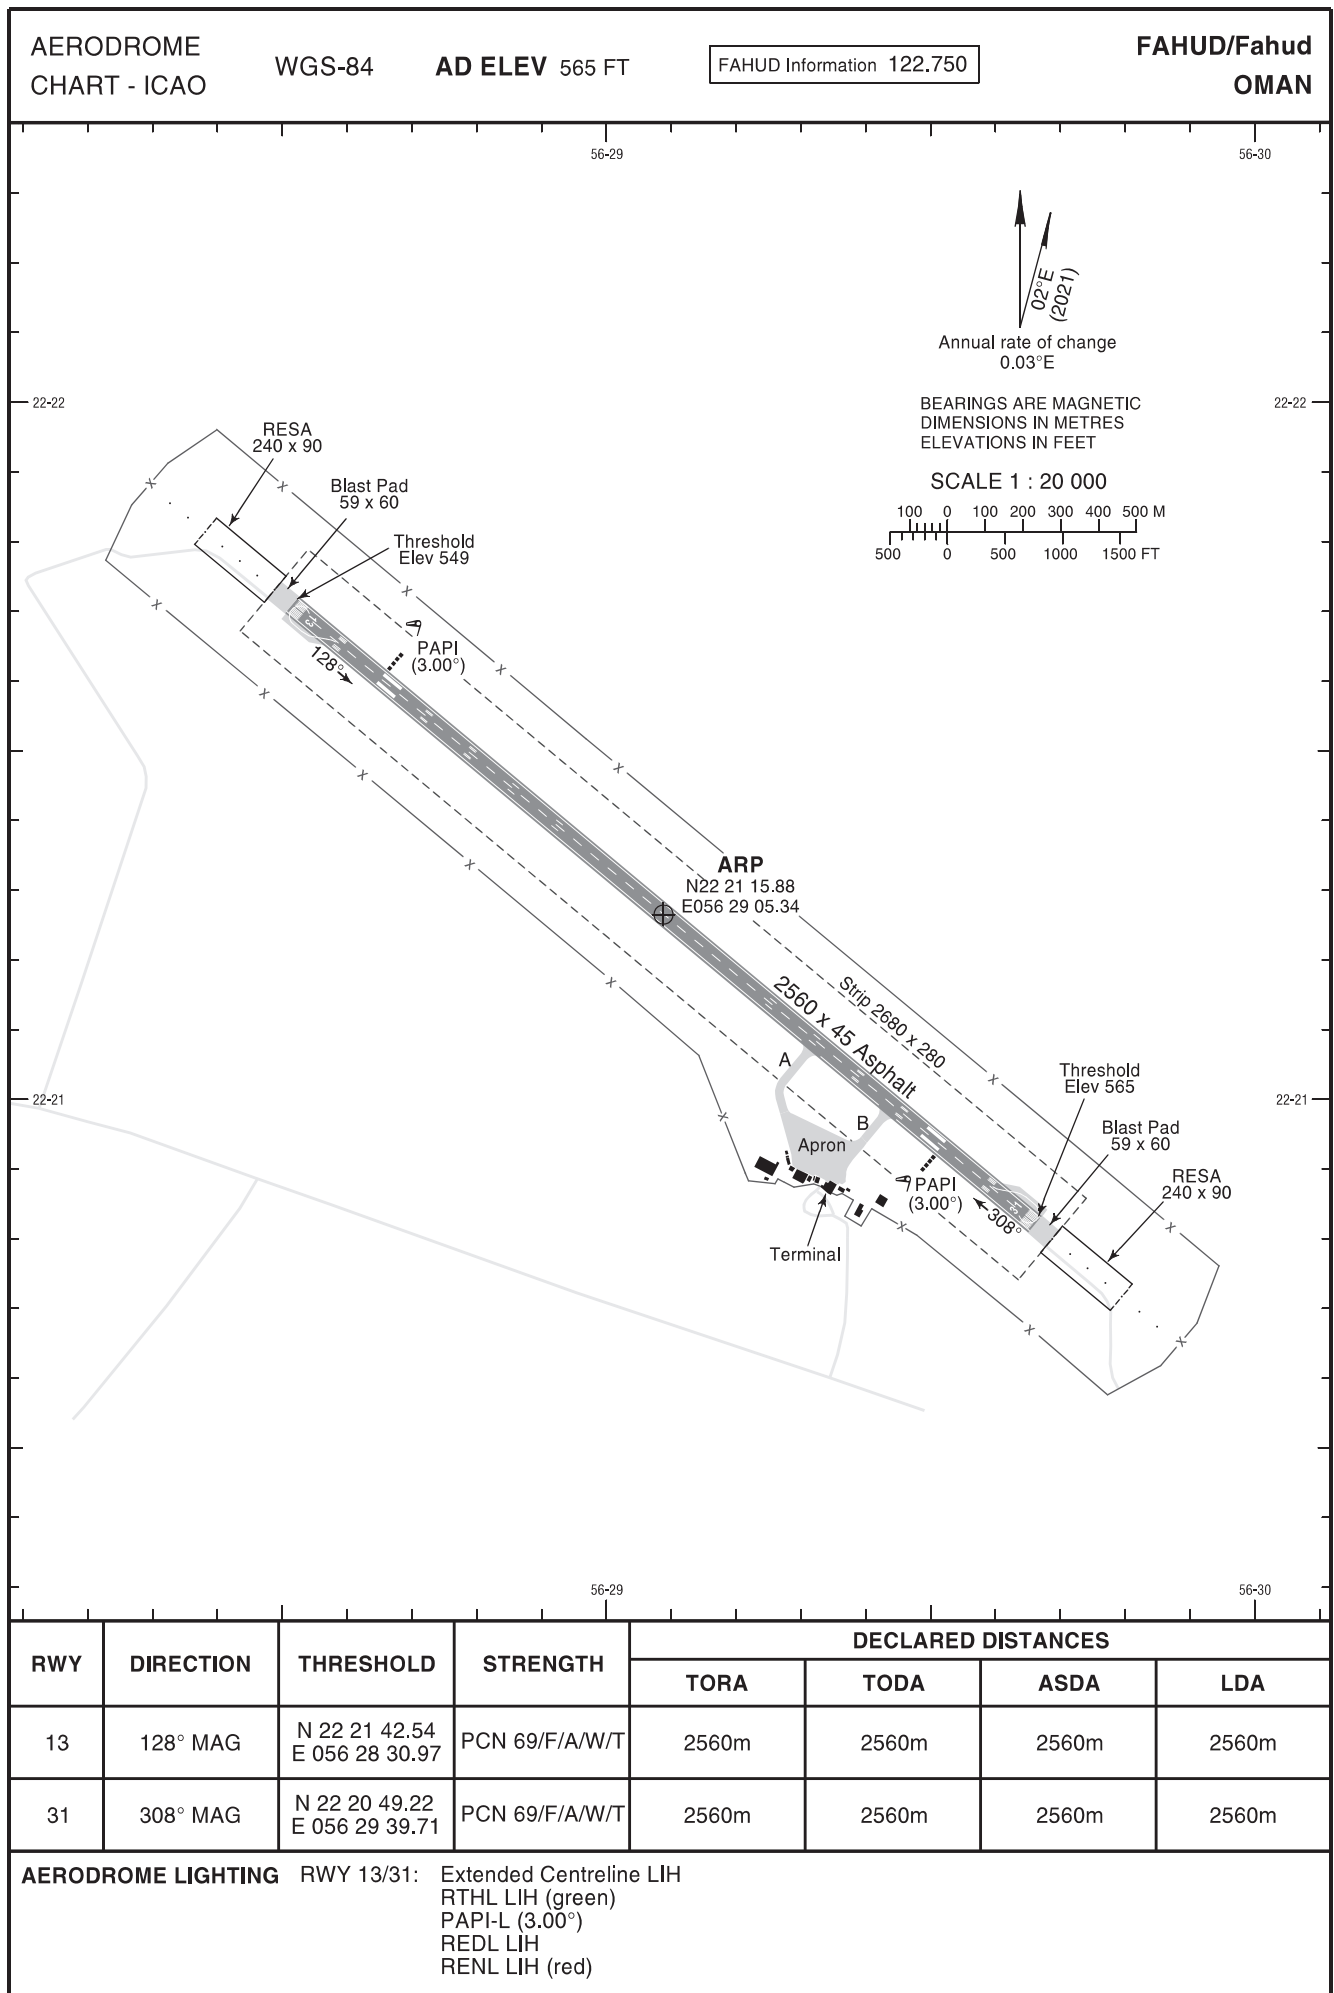 AERODROME
CHART - ICAO
WGS-84
AD ELEV 565 FT
FAHUD Information 122.750
FAHUD/Fahud
OMAN
56-29
56-30
02°E
(2021)
Annual rate of change
0.03°E
22-22
22-22
BEARINGS ARE MAGNETIC
DIMENSIONS IN METRES
ELEVATIONS IN FEET
SCALE 1 : 20 000
100 0 100 200 300 400 500 M
500 0 500 1000 1500 FT
RESA
240 x 90
Blast Pad
59 x 60
Threshold
Elev 549
13
128°
PAPI
(3.00°)
ARP
N22 21 15.88
E056 29 05.34
2560 x 45 Asphalt
Strip 2680 x 280
A
B
Apron
22-21
22-21
Threshold
Elev 565
Blast Pad
59 x 60
RESA
240 x 90
PAPI
(3.00°)
308°
Terminal
56-29
56-30
RWY DIRECTION THRESHOLD STRENGTH DECLARED DISTANCES
TORA TODA ASDA LDA
13 128° MAG N 22 21 42.54 PCN 69/F/A/W/T 2560m 2560m 2560m 2560m
E 056 28 30.97
31 308° MAG N 22 20 49.22 PCN 69/F/A/W/T 2560m 2560m 2560m 2560m
E 056 29 39.71
AERODROME LIGHTING RWY 13/31: Extended Centreline LIH
RTHL LIH (green)
PAPI-L (3.00°)
REDL LIH
RENL LIH (red)